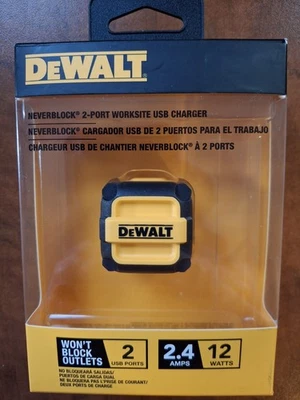 DEWALT
NEVERBLOCK® 2-PORT WORKSITE USB CHARGER
NEVERBLOCK® CARGADOR USB DE 2 PUERTOS PARA EL TRABAJO
CHARGEUR USB DE CHANTIER NEVERBLOCK® À 2 PORTS
DEWALT
WON'T
BLOCK
OUTLETS
2
USB PORTS
2.4
AMPS
12
WATTS
NO BLOQUEARÁ SALIDAS/
PUERTOS DE CARGA DUAL
NE BLOQUERA PAS L'PRISE DE COURANT/
DEUX PORTS DE CHARGE